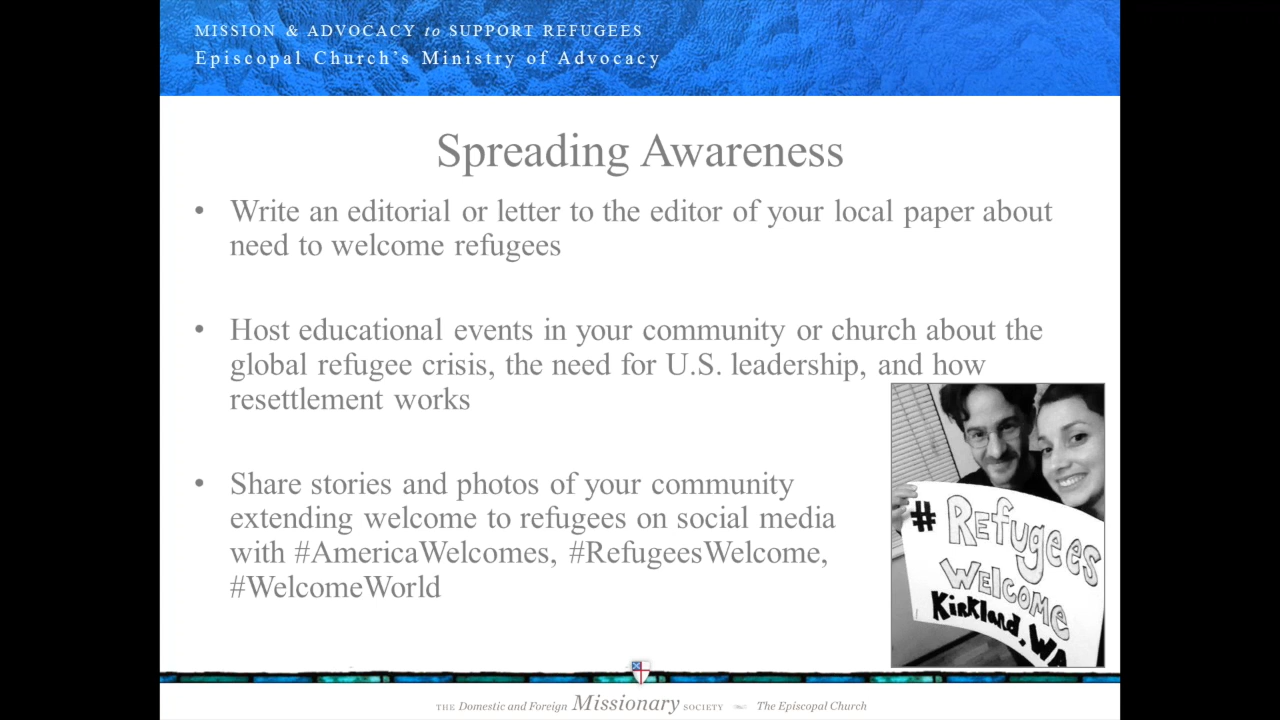 MISSION & ADVOCACY to SUPPORT REFUGEES
Episcopal Church's Ministry of Advocacy
Spreading Awareness
• Write an editorial or letter to the editor of your local paper about
need to welcome refugees
• Host educational events in your community or church about the
global refugee crisis, the need for U.S. leadership, and how
resettlement works
• Share stories and photos of your community
extending welcome to refugees on social media
with #AmericaWelcomes, #RefugeesWelcome,
#WelcomeWorld
# Refugees
Welcome
Kirkland, WA
THE Domestic and Foreign Missionary SOCIETY The Episcopal Church